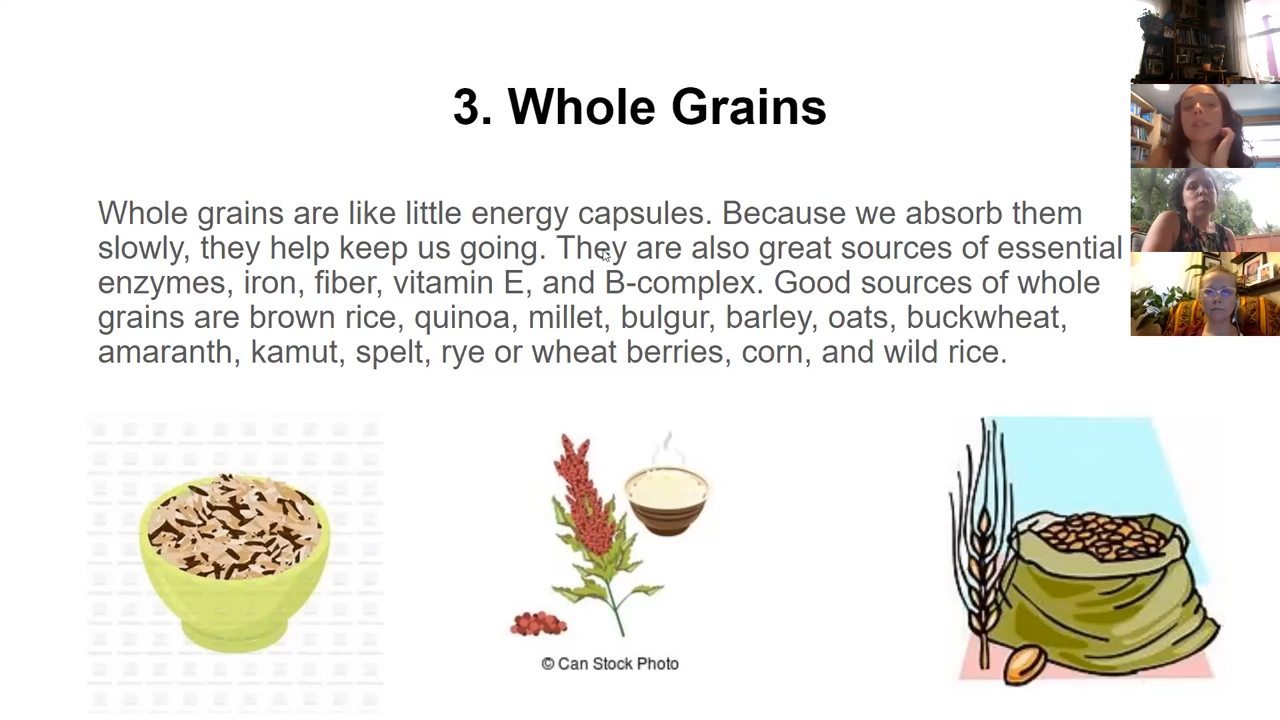 3. Whole Grains
Whole grains are like little energy capsules. Because we absorb them
slowly, they help keep us going. They are also great sources of essential
enzymes, iron, fiber, vitamin E, and B-complex. Good sources of whole
grains are brown rice, quinoa, millet, bulgur, barley, oats, buckwheat,
amaranth, kamut, spelt, rye or wheat berries, corn, and wild rice.
© Can Stock Photo